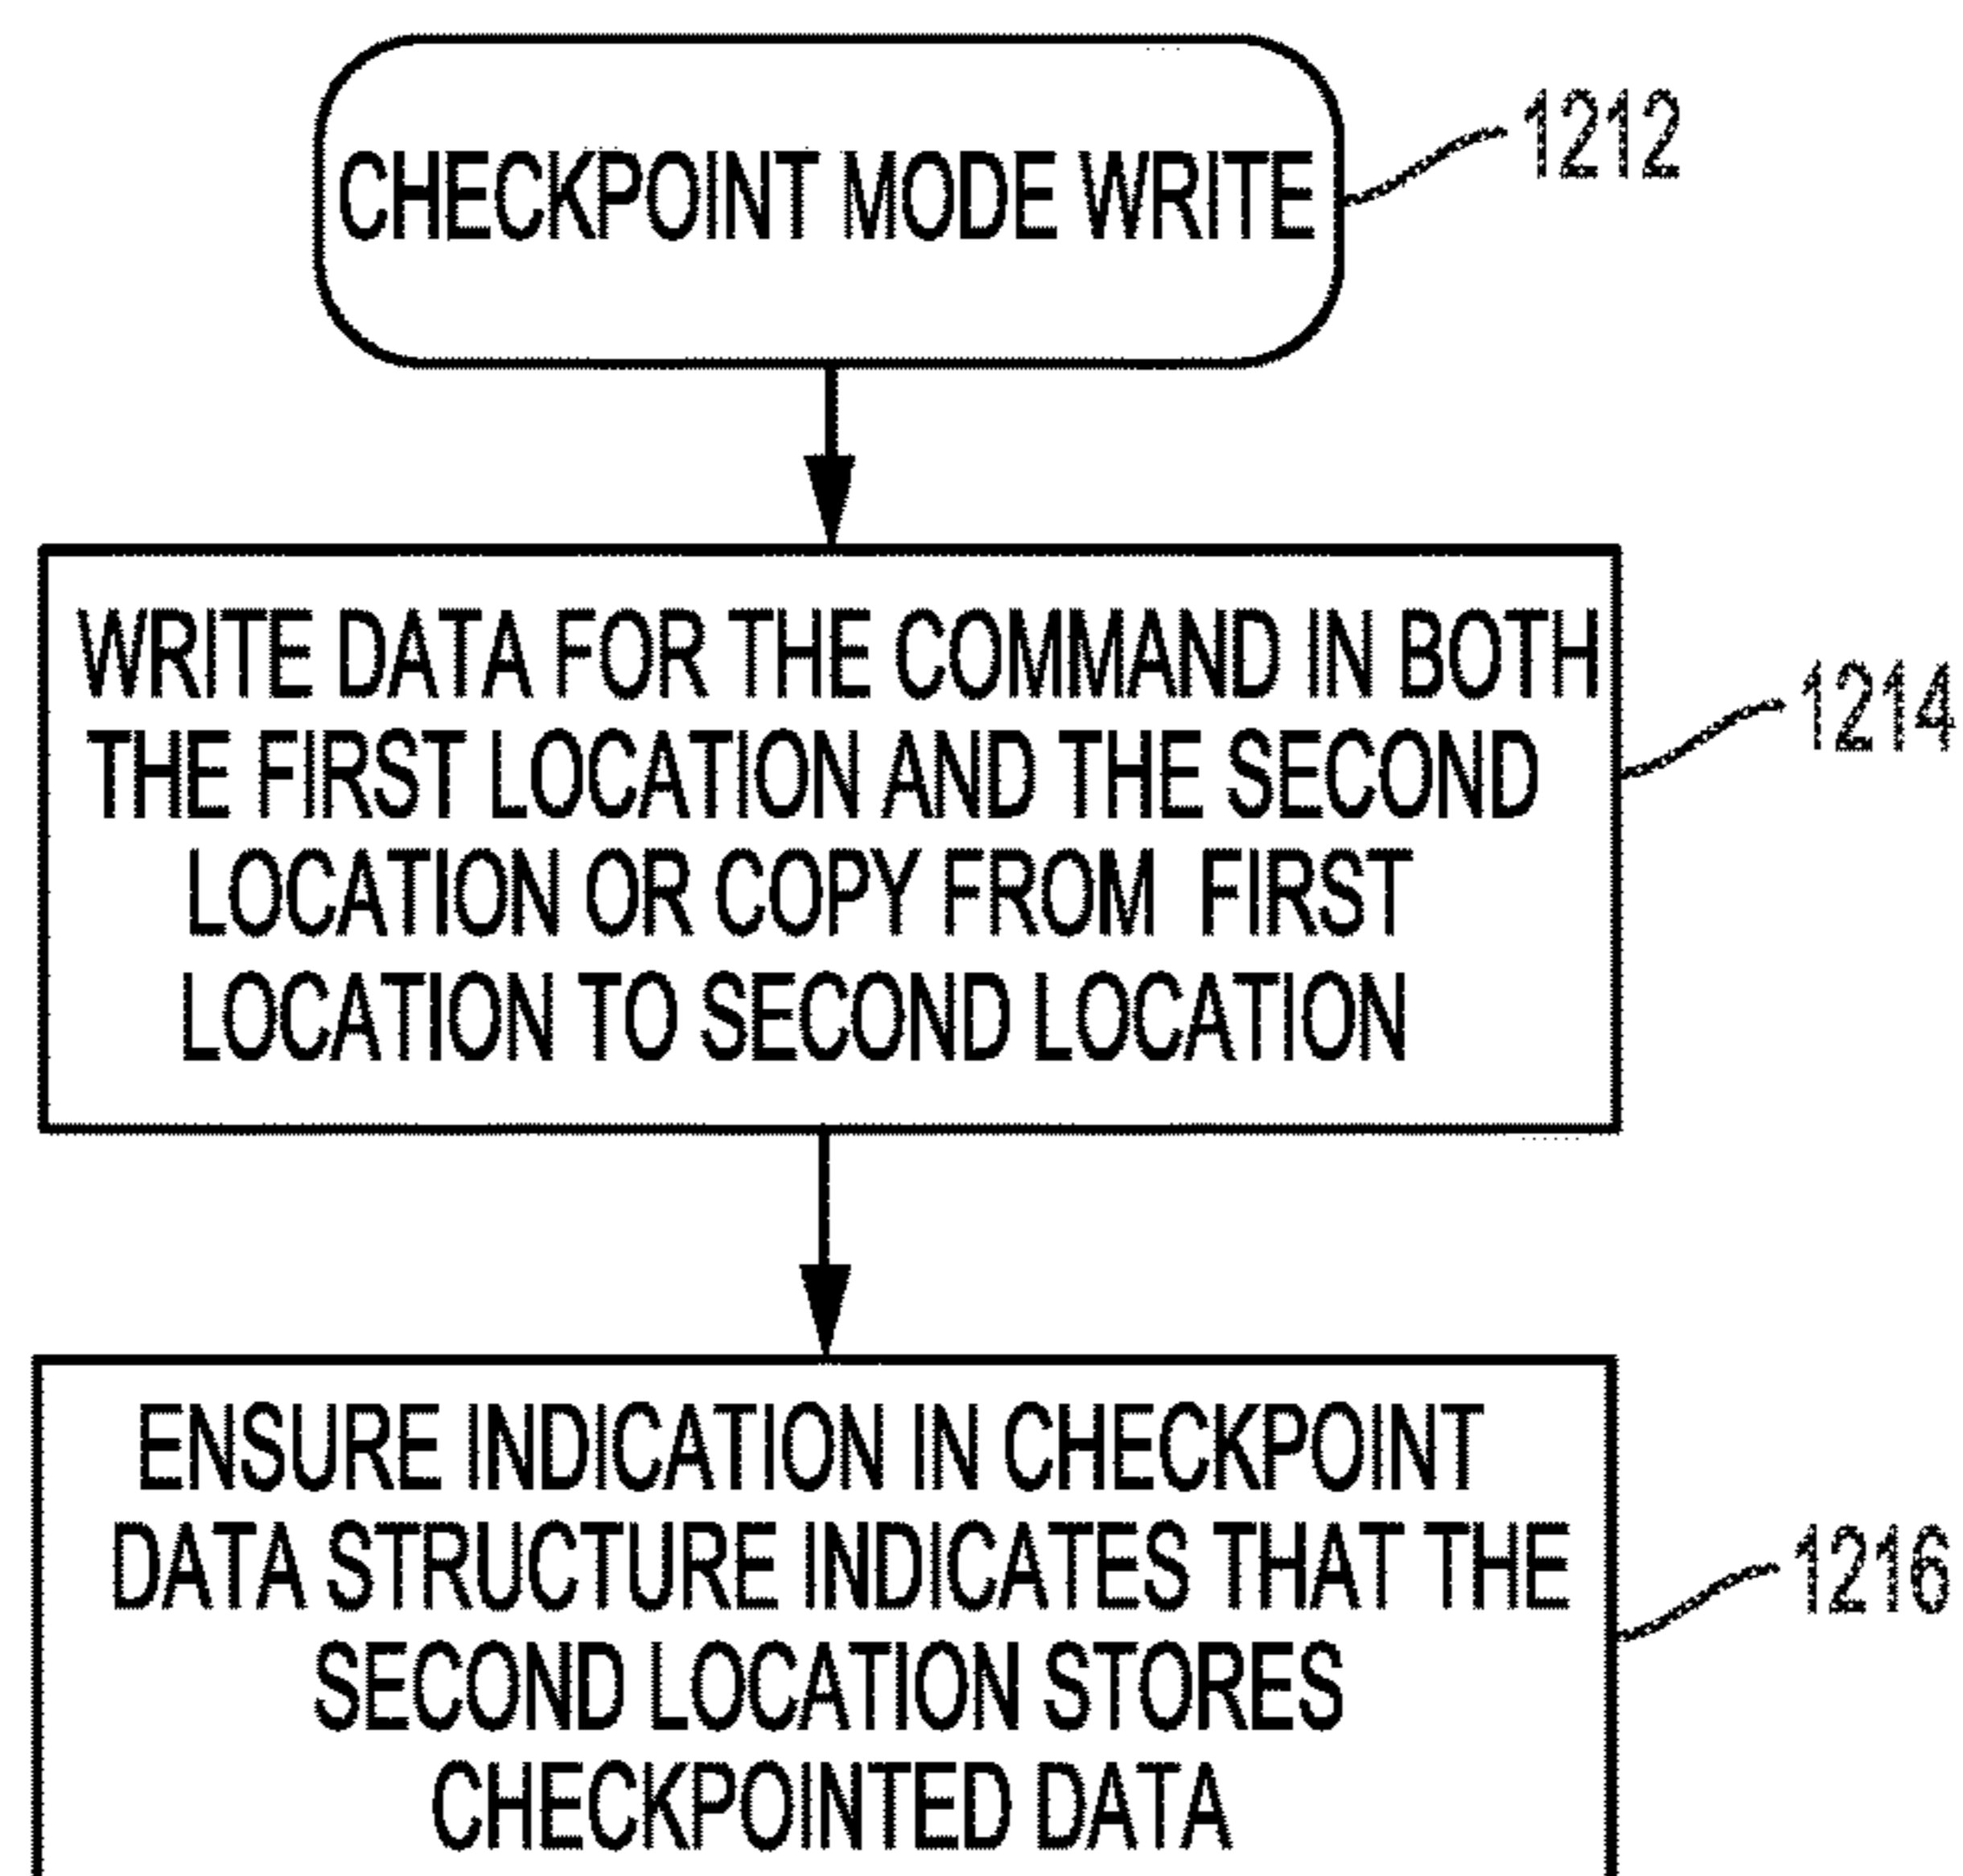 CHECKPOINT MODE WRITE
1212
WRITE DATA FOR THE COMMAND IN BOTH
THE FIRST LOCATION AND THE SECOND
LOCATION OR COPY FROM FIRST
LOCATION TO SECOND LOCATION
1214
ENSURE INDICATION IN CHECKPOINT
DATA STRUCTURE INDICATES THAT THE
SECOND LOCATION STORES
CHECKPOINTED DATA
1216